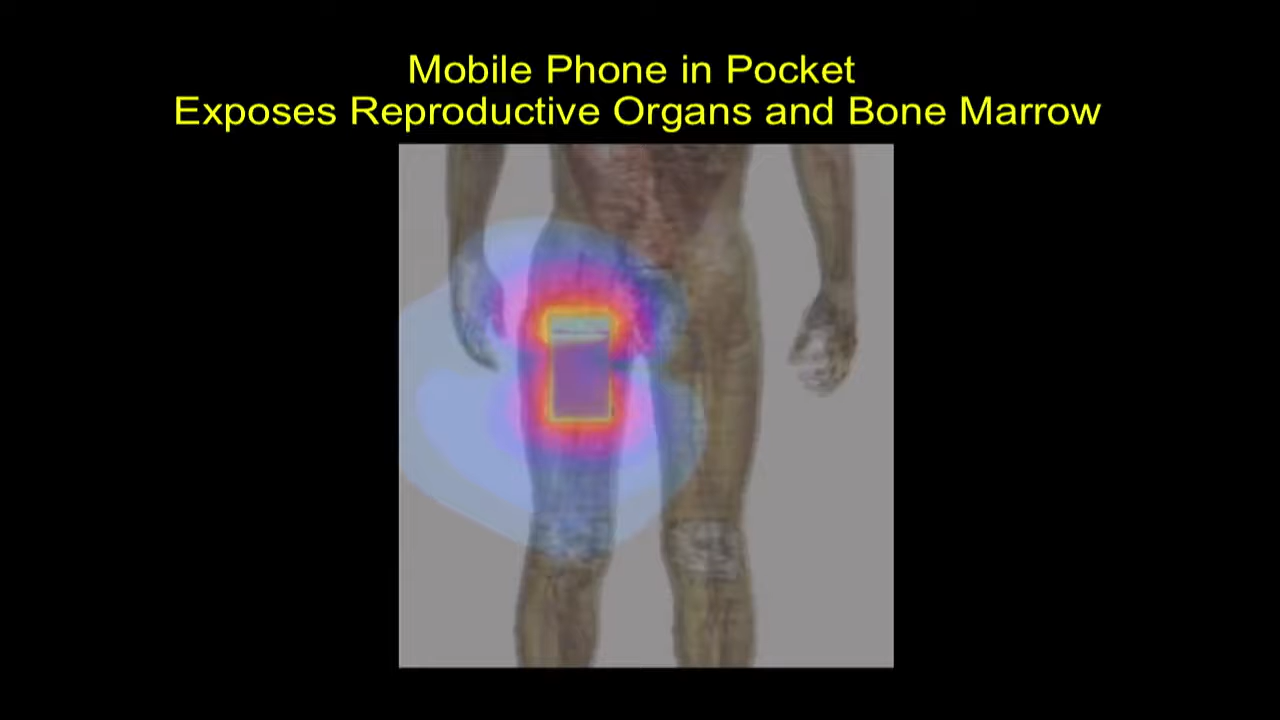 Mobile Phone in Pocket
Exposes Reproductive Organs and Bone Marrow